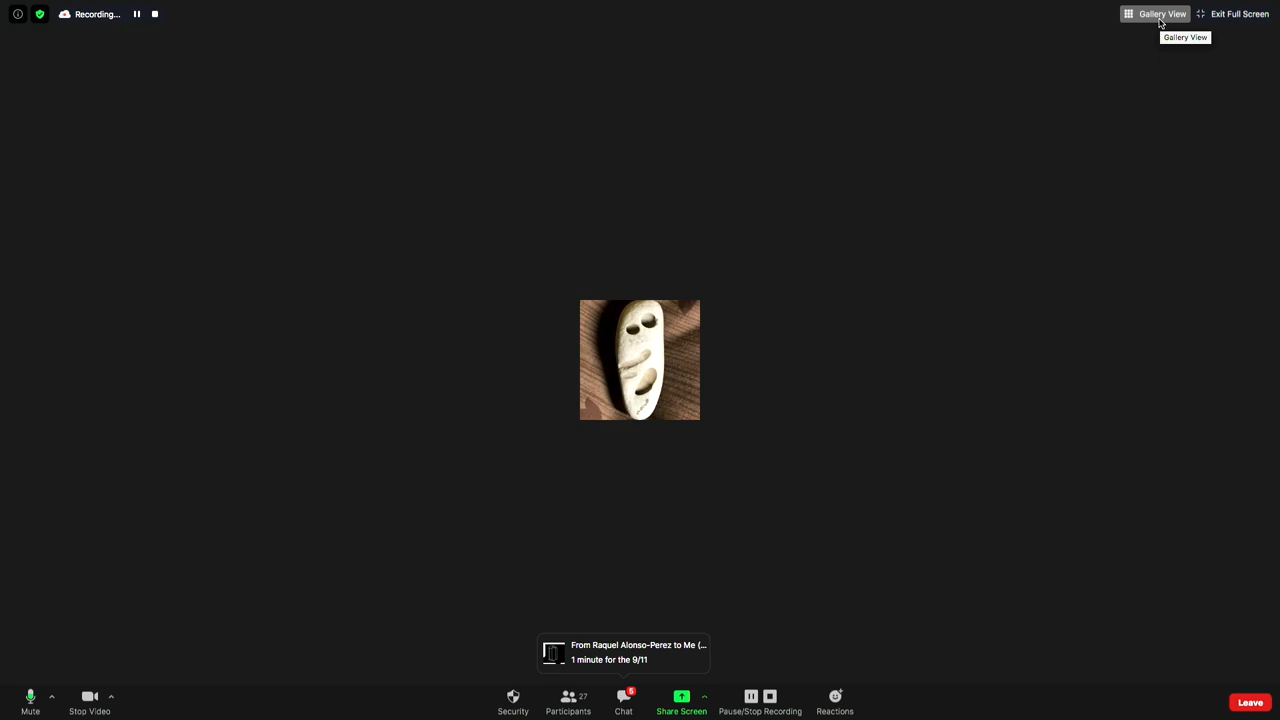 Recording...
Gallery View
Exit Full Screen
Gallery View
From Raquel Alonso-Perez to Me (...
1 minute for the 9/11
Mute
Stop Video
Security
Participants
27
Chat
5
Share Screen
Pause/Stop Recording
Reactions
Leave